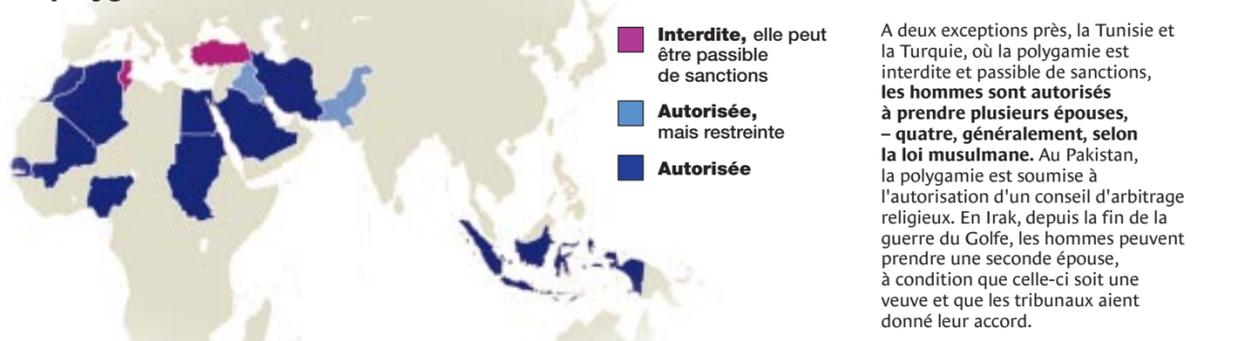 Interdite, elle peut
être passible
de sanctions
Autorisée,
mais restreinte
Autorisée
A deux exceptions près, la Tunisie et
la Turquie, où la polygamie est
interdite et passible de sanctions,
les hommes sont autorisés
à prendre plusieurs épouses,
– quatre, généralement, selon
la loi musulmane. Au Pakistan,
la polygamie est soumise à
l'autorisation d'un conseil d'arbitrage
religieux. En Irak, depuis la fin de la
guerre du Golfe, les hommes peuvent
prendre une seconde épouse,
à condition que celle-ci soit une
veuve et que les tribunaux aient
donné leur accord.